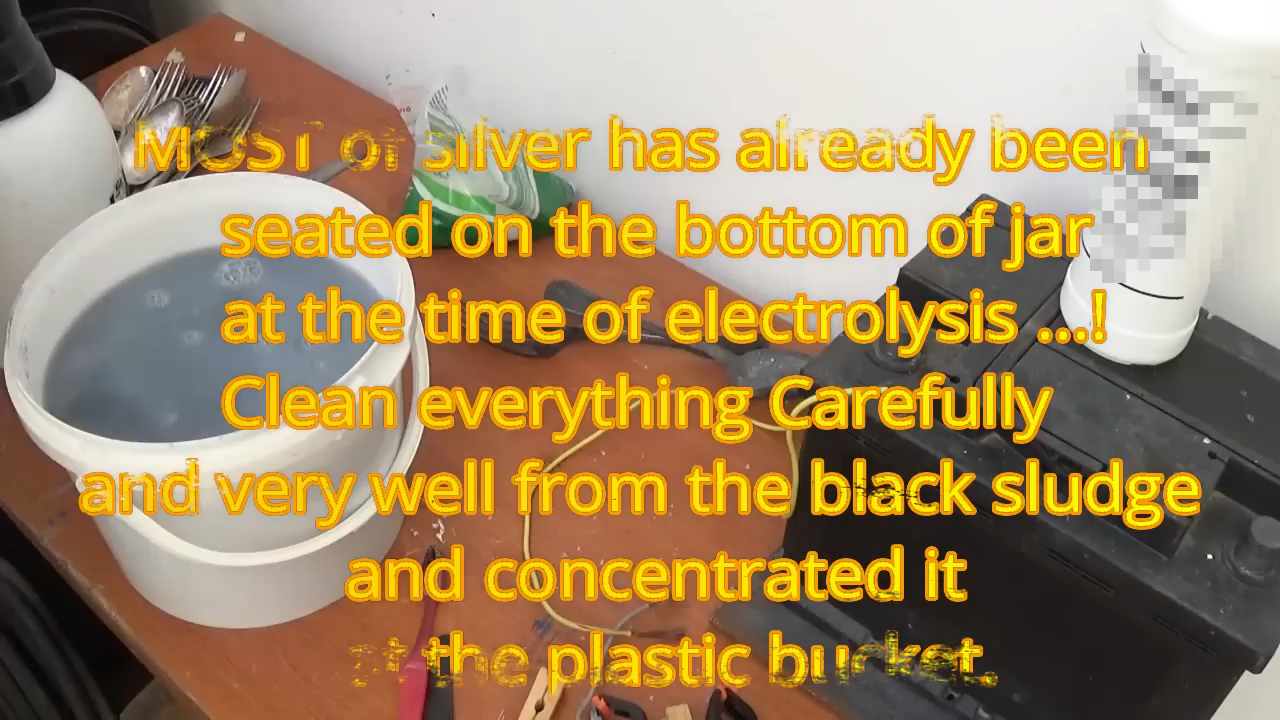 MOST of silver has already been
seated on the bottom of jar
at the time of electrolysis ...!
Clean everything Carefully
and very well from the black sludge
and concentrated it
at the plastic bucket.